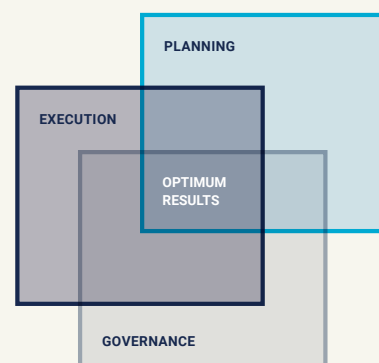 PLANNING
EXECUTION
OPTIMUM
RESULTS
GOVERNANCE